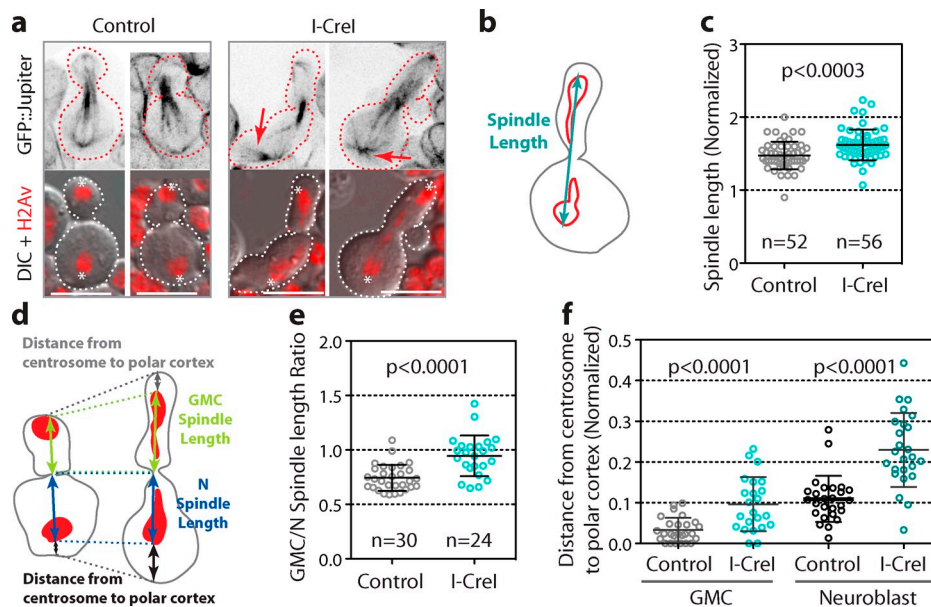 a
Control
I-CreI
GFP::Jupiter
DIC + H2Av
*
*
*
*
*
*
*
*
b
Spindle
Length
c
Spindle length (Normalized)
3
2
1
0
p<0.0003
n=52
n=56
Control
I-CreI
d
Distance from
centrosome to polar cortex
GMC
Spindle
Length
N
Spindle
Length
Distance from
centrosome to polar cortex
e
GMC/N Spindle length Ratio
2.0
1.5
1.0
0.5
0.0
p<0.0001
n=30
n=24
Control
I-CreI
f
Distance from centrosome
to polar cortex (Normalized)
0.5
0.4
0.3
0.2
0.1
0.0
p<0.0001
p<0.0001
Control
I-CreI
Control
I-CreI
GMC
Neuroblast